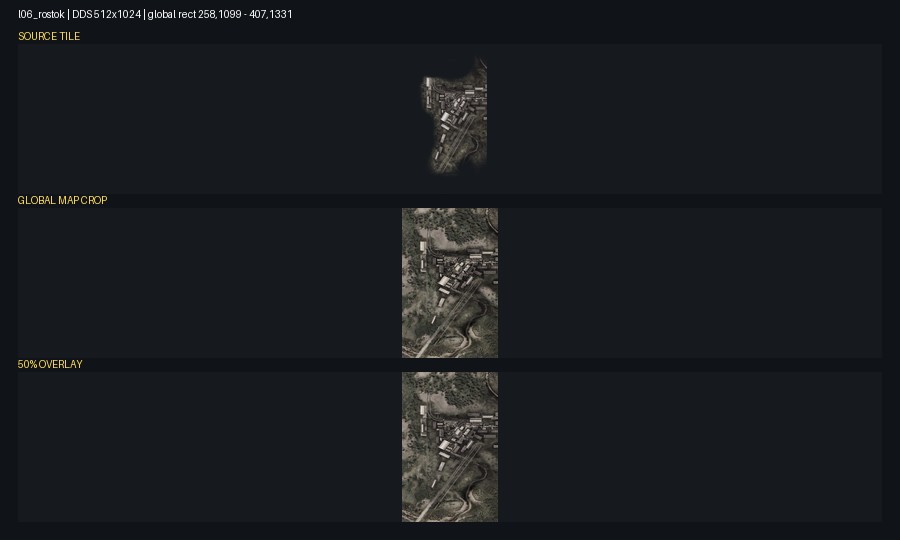 l06_rostok | DDS 512x1024 | global rect 258,1099 - 407,1331
SOURCE TILE
GLOBAL MAP CROP
50% OVERLAY